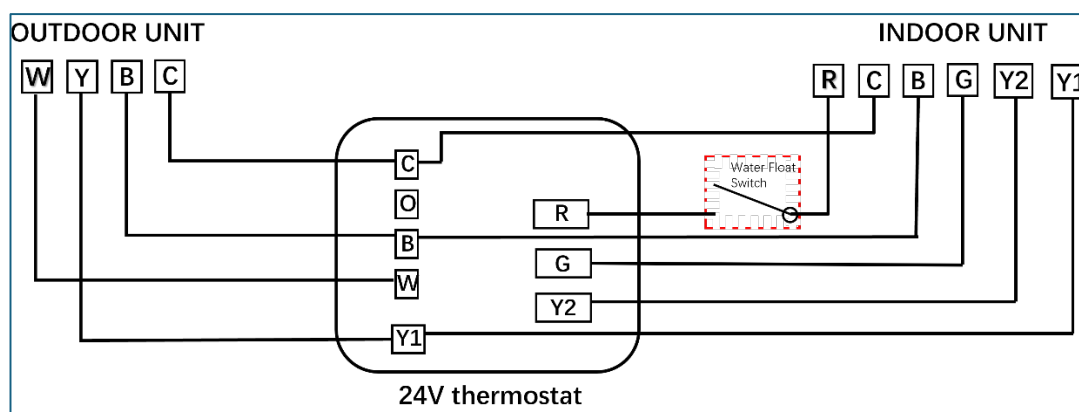 OUTDOOR UNIT
INDOOR UNIT
W Y B C
R C B G Y2 Y1
C
O
B
W
Y1
R
G
Y2
Water Float
Switch
24V thermostat